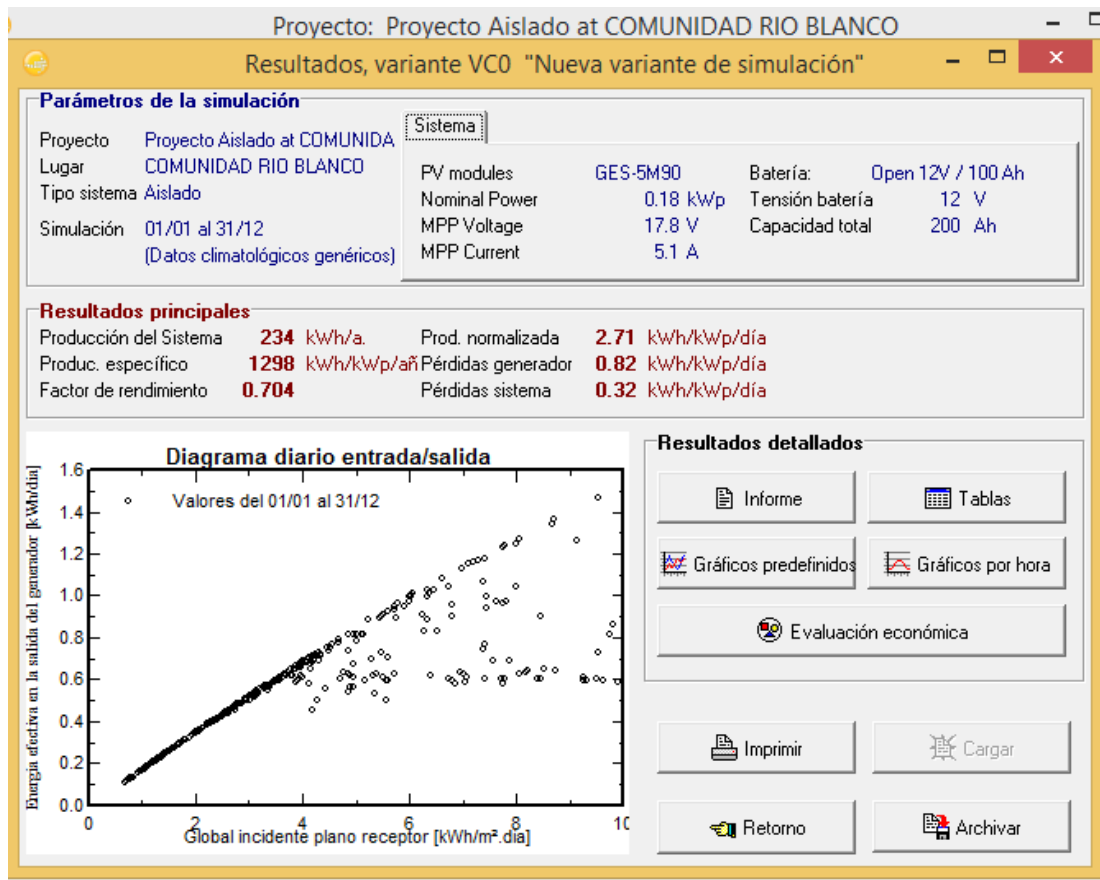 Proyecto: Proyecto Aislado at COMUNIDAD RIO BLANCO
Resultados, variante VC0 "Nueva variante de simulación"
Parámetros de la simulación
Proyecto Proyecto Aislado at COMUNIDA
Lugar COMUNIDAD RIO BLANCO
Tipo sistema Aislado
Simulación 01/01 al 31/12
(Datos climatológicos genéricos)
Sistema
PV modules GES-5M90 Batería: Open 12V / 100 Ah
Nominal Power 0.18 kWp Tensión batería 12 V
MPP Voltage 17.8 V Capacidad total 200 Ah
MPP Current 5.1 A
Resultados principales
Producción del Sistema 234 kWh/a. Prod. normalizada 2.71 kWh/kWp/día
Produc. específico 1298 kWh/kWp/añ Pérdidas generador 0.82 kWh/kWp/día
Factor de rendimiento 0.704 Pérdidas sistema 0.32 kWh/kWp/día
Diagrama diario entrada/salida
Valores del 01/01 al 31/12
Energia efectiva en la salida del generador [kWh/dia]
1.6
1.4
1.2
1.0
0.8
0.6
0.4
0.2
0.0
0 2 4 6 8 10
Global incidente plano receptor [kWh/m².dia]
Resultados detallados
Informe Tablas
Gráficos predefinidos Gráficos por hora
Evaluación económica
Imprimir Cargar
Retorno Archivar